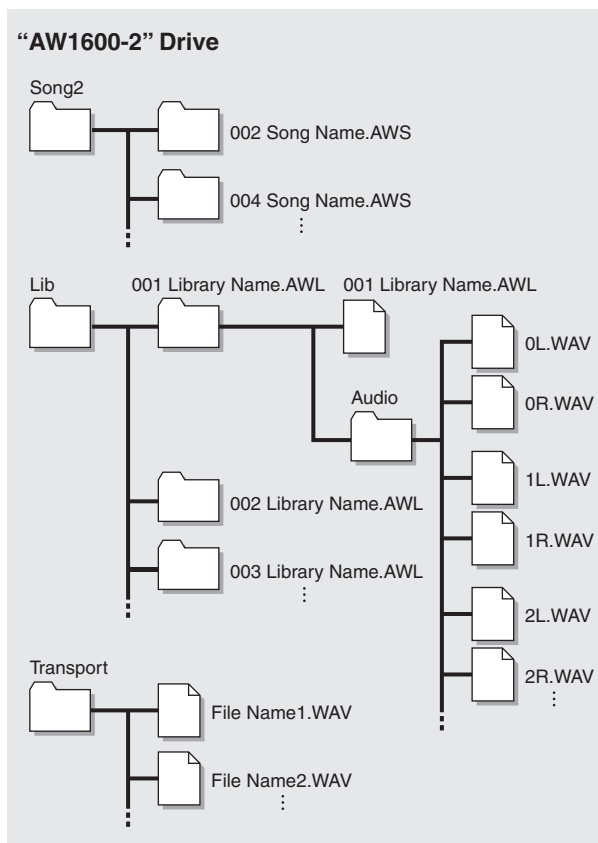 “AW1600-2” Drive
Song2
002 Song Name.AWS
004 Song Name.AWS
Lib
001 Library Name.AWL
001 Library Name.AWL
0L.WAV
Audio
0R.WAV
1L.WAV
002 Library Name.AWL
1R.WAV
003 Library Name.AWL
2L.WAV
Transport
2R.WAV
File Name1.WAV
File Name2.WAV